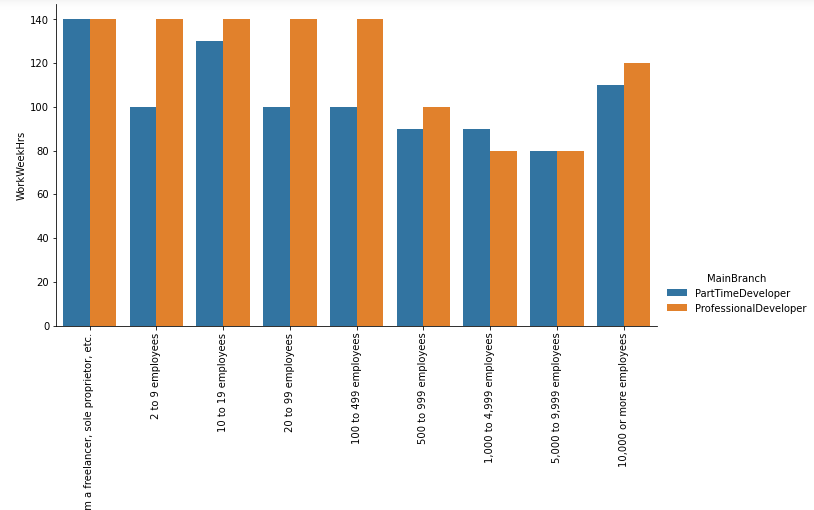 140
120
100
80
60
40
20
0
WorkWeekHrs
m a freelancer, sole proprietor, etc.
2 to 9 employees
10 to 19 employees
20 to 99 employees
100 to 499 employees
500 to 999 employees
1,000 to 4,999 employees
5,000 to 9,999 employees
10,000 or more employees
MainBranch
PartTimeDeveloper
ProfessionalDeveloper